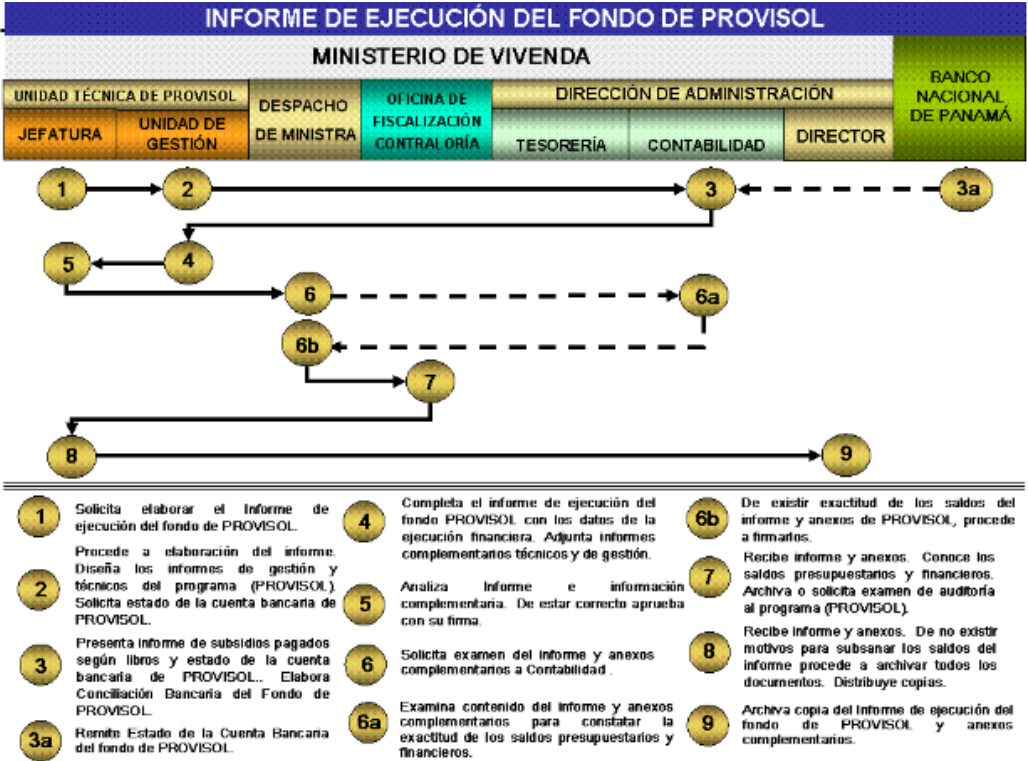 INFORME DE EJECUCIÓN DEL FONDO DE PROVISOL
MINISTERIO DE VIVENDA
BANCO
NACIONAL
DE PANAMÁ
UNIDAD TÉCNICA DE PROVISOL
DESPACHO
DE MINISTRA
OFICINA DE
FISCALIZACIÓN
CONTRALORÍA
DIRECCIÓN DE ADMINISTRACIÓN
JEFATURA
UNIDAD DE
GESTIÓN
TESORERÍA
CONTABILIDAD
DIRECTOR
1
2
3
3a
4
5
6
6a
6b
7
8
9
1
Solicita elaborar el Informe de
ejecución del fondo de PROVISOL.
2
Procede a elaboración del informe.
Diseña los informes de gestión y
técnicos del programa (PROVISOL)
Solicita estado de la cuenta bancaria de
PROVISOL.
3
Presenta informe de subsidios pagados
según libros y estado de la cuenta
bancaria de PROVISOL.. Elabora
Conciliación Bancaria del Fondo de
PROVISOL.
3a
Remite Estado de la Cuenta Bancaria
del fondo de PROVISOL.
4
Completa el informe de ejecución del
fondo PROVISOL con los datos de la
ejecución financiera. Adjunta informes
complementarios técnicos y de gestión.
5
Analiza Informe e información
complementaria. De estar correcto aprueba
con su firma.
6
Solicita examen del informe y anexos
complementarios a Contabilidad .
6a
Examina contenido del informe y anexos
complementarios para constatar la
exactitud de los saldos presupuestarios y
financieros.
6b
De existir exactitud de los saldos del
informe y anexos de PROVISOL, procede
a firmarlos.
7
Recibe informe y anexos. Conoce los
saldos presupuestarios y financieros.
Archiva o solicita examen de auditoría
al programa (PROVISOL).
8
Recibe informe y anexos. De no existir
motivos para subsanar los saldos del
informe procede a archivar todos los
documentos. Distribuye copias.
9
Archiva copia del Informe de ejecución del
fondo de PROVISOL y anexos
complementarios.